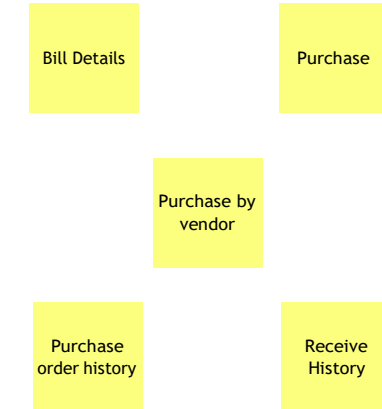 Bill Details
Purchase
Purchase by
vendor
Purchase
order history
Receive
History